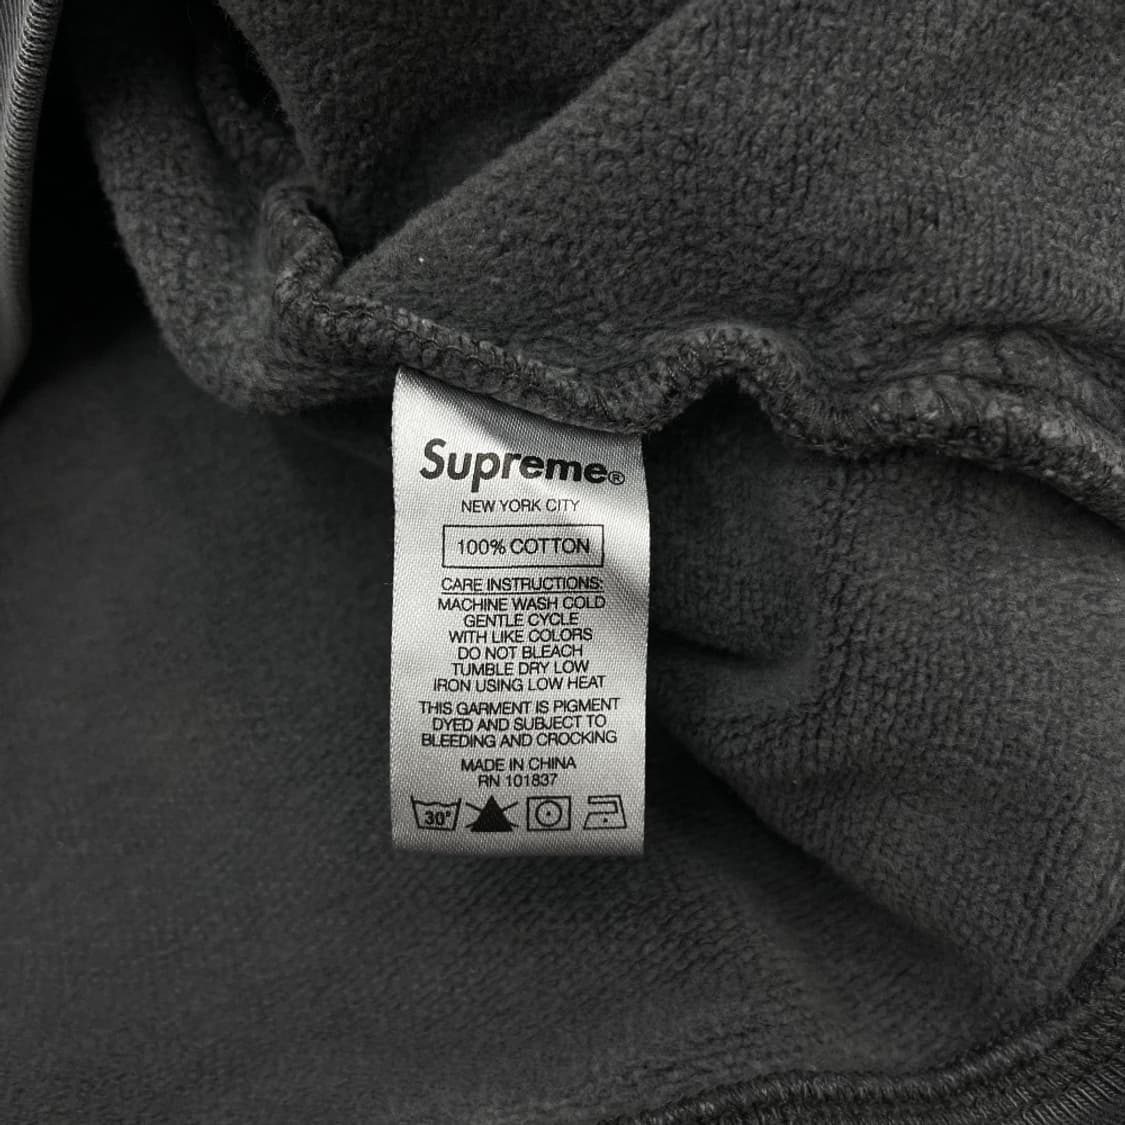 Supreme®
NEW YORK CITY
100% COTTON
CARE INSTRUCTIONS:
MACHINE WASH COLD
GENTLE CYCLE
WITH LIKE COLORS
DO NOT BLEACH
TUMBLE DRY LOW
IRON USING LOW HEAT
THIS GARMENT IS PIGMENT
DYED AND SUBJECT TO
BLEEDING AND CROCKING
MADE IN CHINA
RN 101837
30°